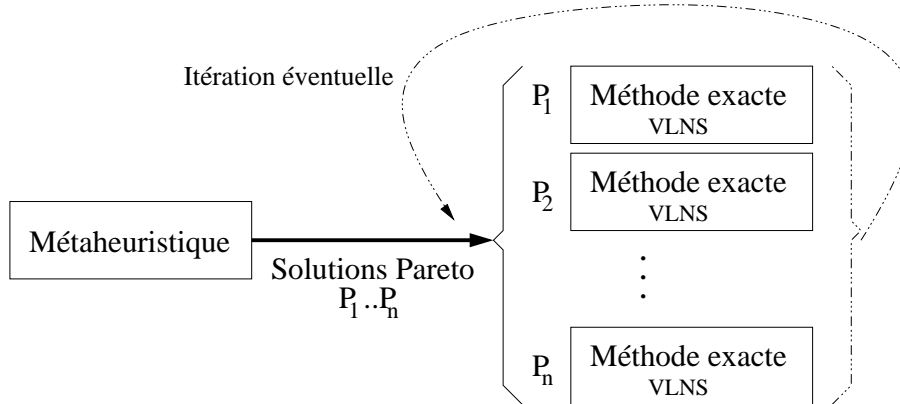 Itération éventuelle
P1 Méthode exacte
VLNS
P2 Méthode exacte
VLNS
Métaheuristique
Solutions Pareto
P1..Pn
Pn Méthode exacte
VLNS